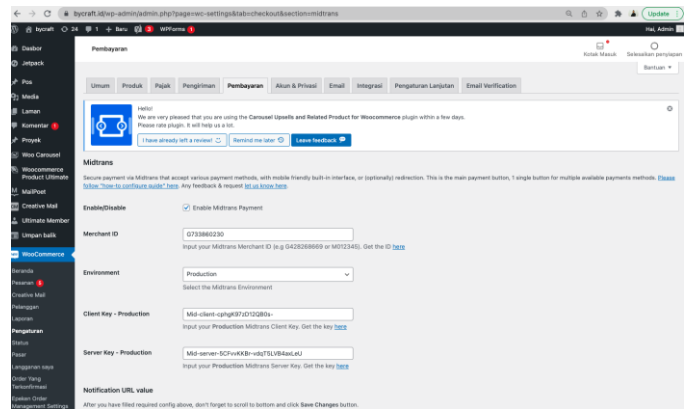 bycraft.id/wp-admin/admin.php?page=wc-settings&tab=checkout&section=midtrans
Update
bycraft 24 1 + Baru 2 WPForms 1 Hai, Admin
Dasbor
Jetpack
Pos
Media
Laman
Komentar 1
Proyek
Woo Carousel
Woocommerce
Product Ultimate
MailPoet
Creative Mail
Ultimate Member
Umpan balik
WooCommerce
Beranda
Pesanan 5
Creative Mail
Pelanggan
Laporan
Pengaturan
Status
Pasar
Langganan saya
Order Yang
Terkonfirmasi
Epeken Order
Management Settings
Pembayaran
Kotak Masuk
Selesaikan penyiapan
Bantuan
Umum Produk Pajak Pengiriman Pembayaran Akun & Privasi Email Integrasi Pengaturan Lanjutan Email Verification
Hello!
We are very pleased that you are using the Carousel Upsells and Related Product for Woocommerce plugin within a few days.
Please rate plugin. It will help us a lot.
I have already left a review! Remind me later Leave feedback
Midtrans
Secure payment via Midtrans that accept various payment methods, with mobile friendly built-in interface, or (optionally) redirection. This is the main payment button, 1 single button for multiple available payments methods. Please
follow "how-to configure guide" here. Any feedback & request let us know here.
Enable/Disable
Enable Midtrans Payment
Merchant ID
G733860230
Input your Midtrans Merchant ID (e.g G428269669 or M012345). Get the ID here
Environment
Production
Select the Midtrans Environment
Client Key - Production
Input your Production Midtrans Client Key. Get the key here
Server Key - Production
Input your Production Midtrans Server Key. Get the key here
Notification URL value
After you have filled required config above, don't forget to scroll to bottom and click Save Changes button.